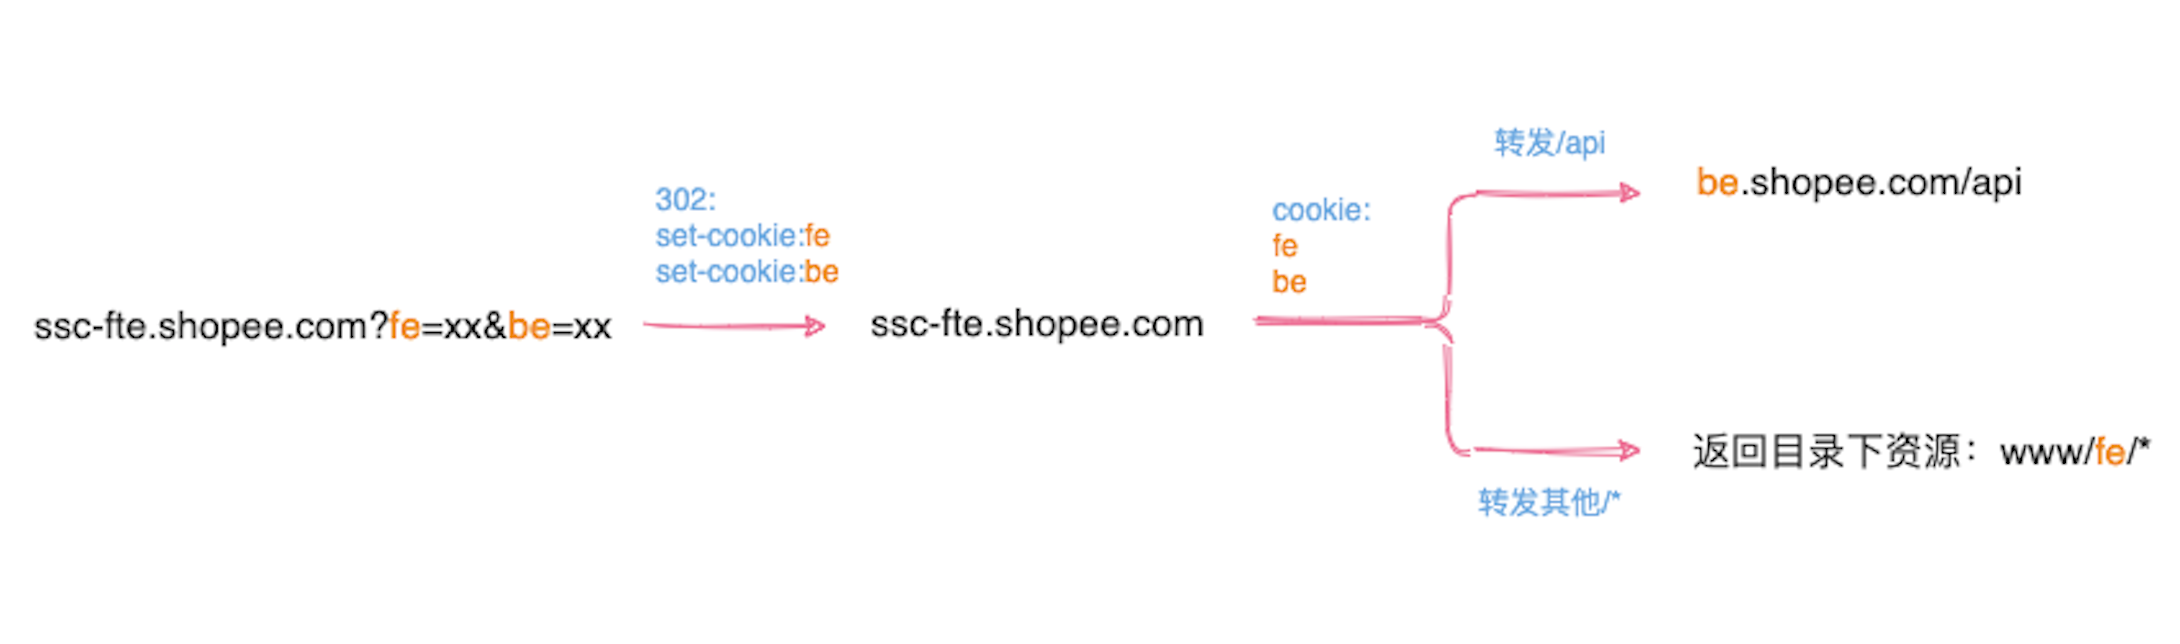 ssc-fte.shopee.com?fe=xx&be=xx
302:
set-cookie:fe
set-cookie:be
ssc-fte.shopee.com
cookie:
fe
be
转发/api
be.shopee.com/api
返回目录下资源：www/fe/*
转发其他/*